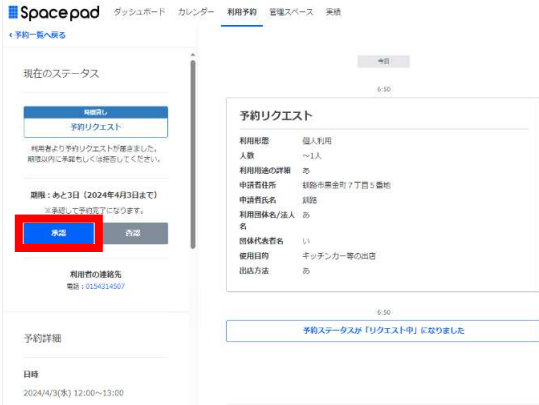 Spacepad
ダッシュボード カレンダー 利用予約 管理スペース 実績
‹ 予約一覧へ戻る
現在のステータス
時間貸し
予約リクエスト
利用者より予約リクエストが届きました。
期限以内に承認もしくは拒否してください。
期限：あと3日（2024年4月3日まで）
※承認して予約完了になります。
承認
否認
利用者の連絡先
電話：0154314507
予約詳細
日時
2024/4/3(水) 12:00～13:00
今日
6:50
予約リクエスト
利用形態 個人利用
人数 ～1人
利用用途の詳細 あ
申請者住所 釧路市黒金町7丁目5番地
申請者氏名 釧路
利用団体名/法人 あ
名
団体代表者名 い
使用目的 キッチンカー等の出店
出店方法 あ
6:50
予約ステータスが「リクエスト中」になりました